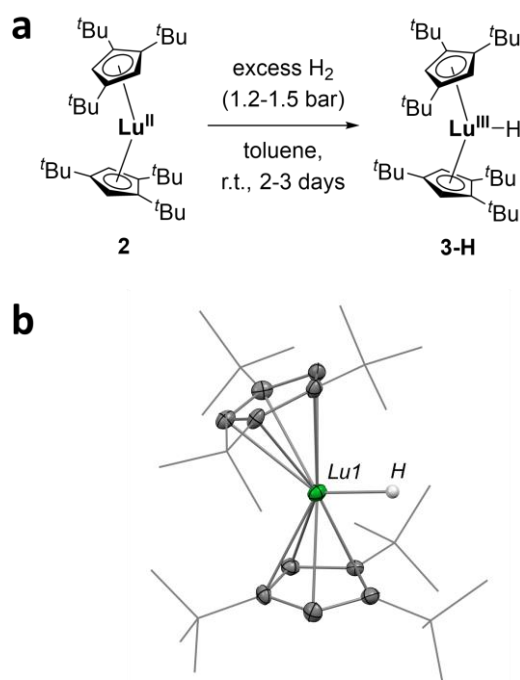 a
tBu
tBu
tBu
LuII
tBu
tBu
tBu
2
excess H2
(1.2-1.5 bar)
toluene,
r.t., 2-3 days
tBu
tBu
tBu
LuIII–H
tBu
tBu
tBu
3-H
b
Lu1
H